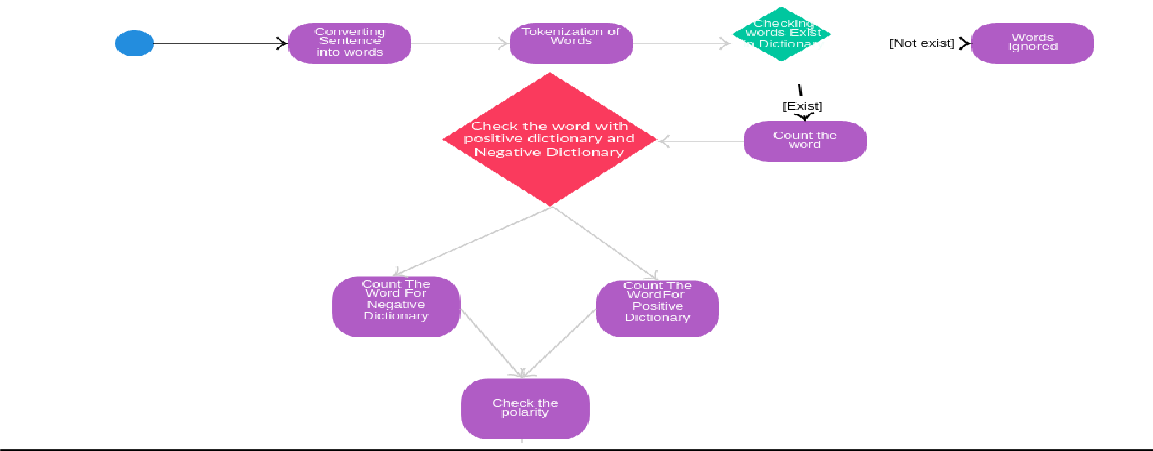 Converting
Sentence
into words
Tokenization of
Words
Checking
words Exist
n Dictionar
[Not exist]
Words
Ignored
[Exist]
Count the
word
Check the word with
positive dictionary and
Negative Dictionary
Count The
Word For
Negative
Dictionary
Count The
WordFor
Positive
Dictionary
Check the
polarity